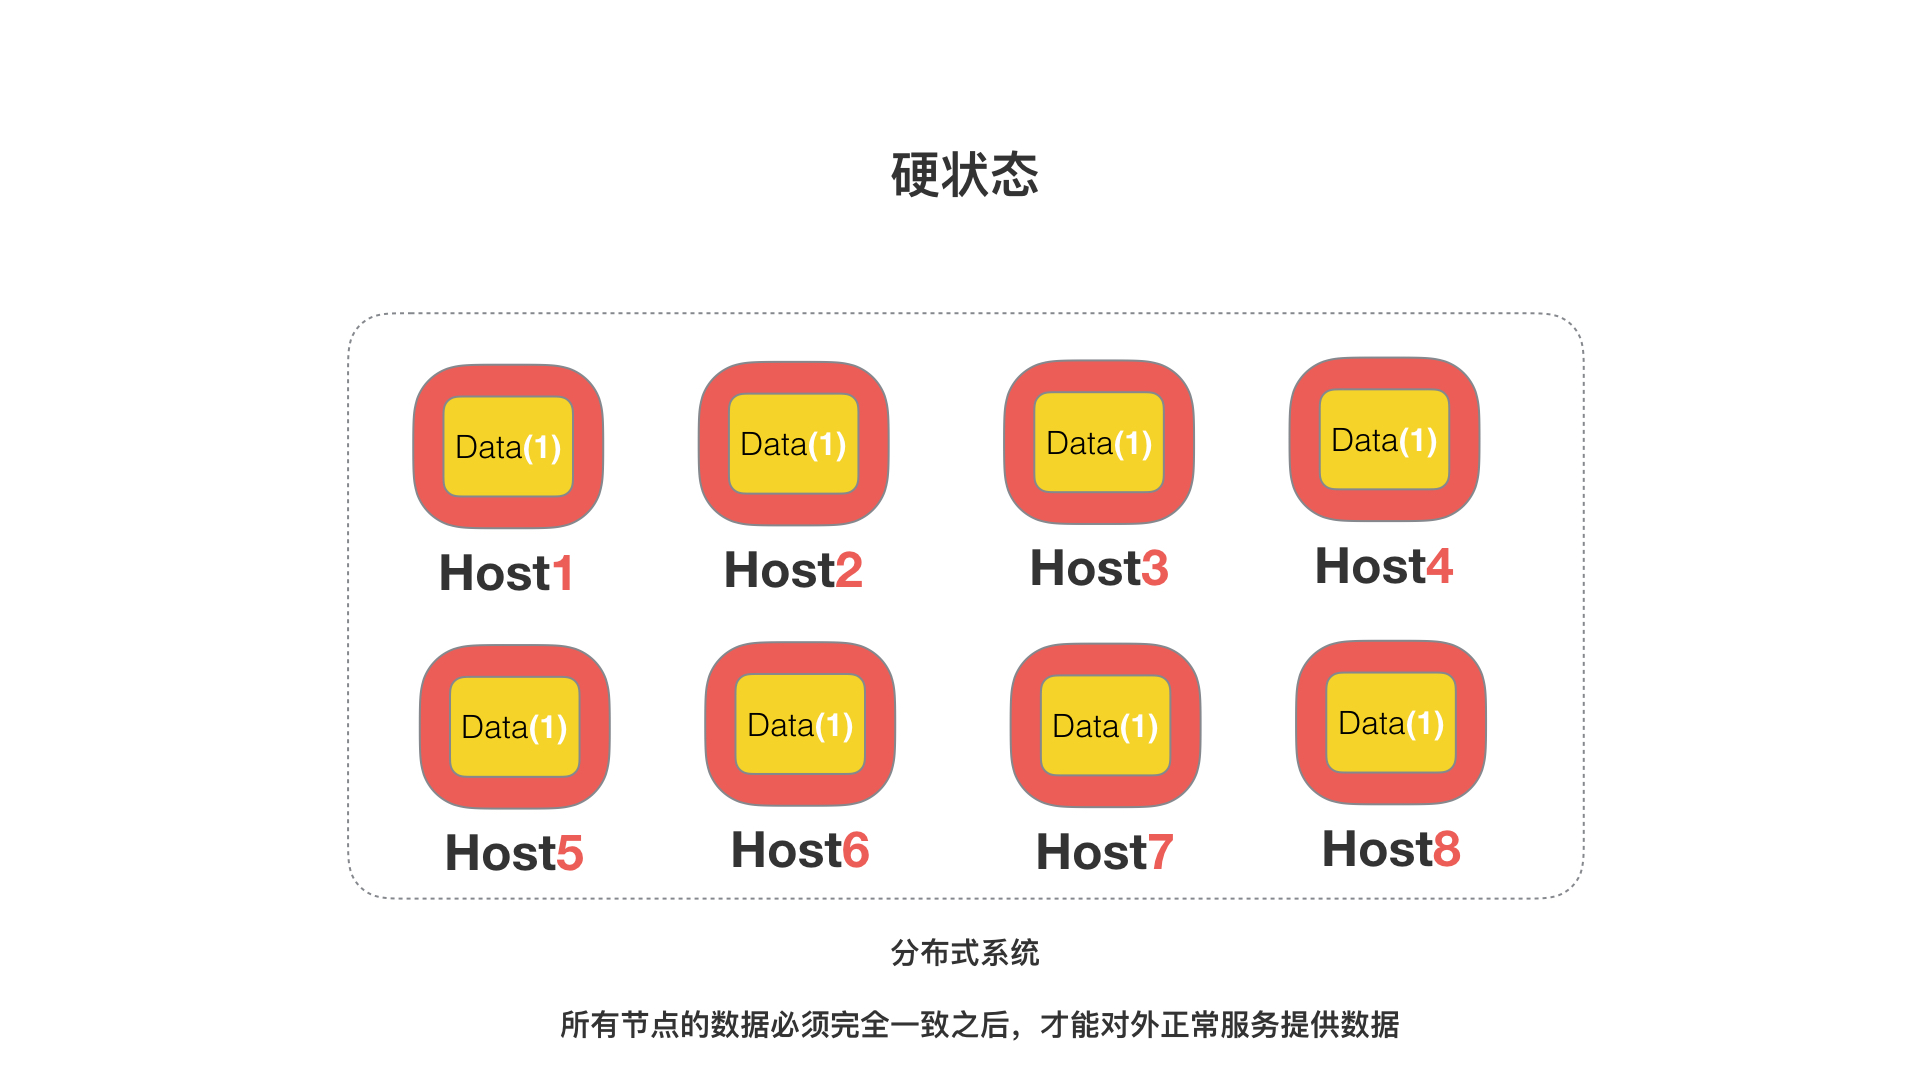 硬状态
Data(1) Data(1) Data(1) Data(1)
Host1 Host2 Host3 Host4
Data(1) Data(1) Data(1) Data(1)
Host5 Host6 Host7 Host8
分布式系统
所有节点的数据必须完全一致之后，才能对外正常服务提供数据